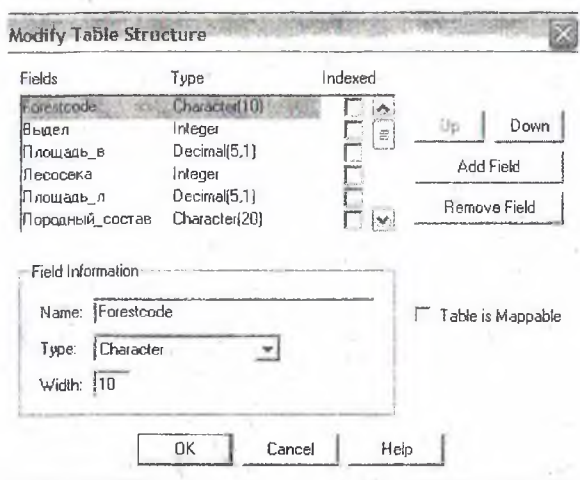 Modify Table Structure
Fields Type Indexed
Forestcode Character(10)
Выдел Integer
Площадь_в Decimal(5,1)
Лесосека Integer
Площадь_л Decimal(5,1)
Породный_состав Character(20)
Up Down
Add Field
Remove Field
Field Information
Name: Forestcode
Type: Character
Width: 10
Table is Mappable
OK Cancel Help